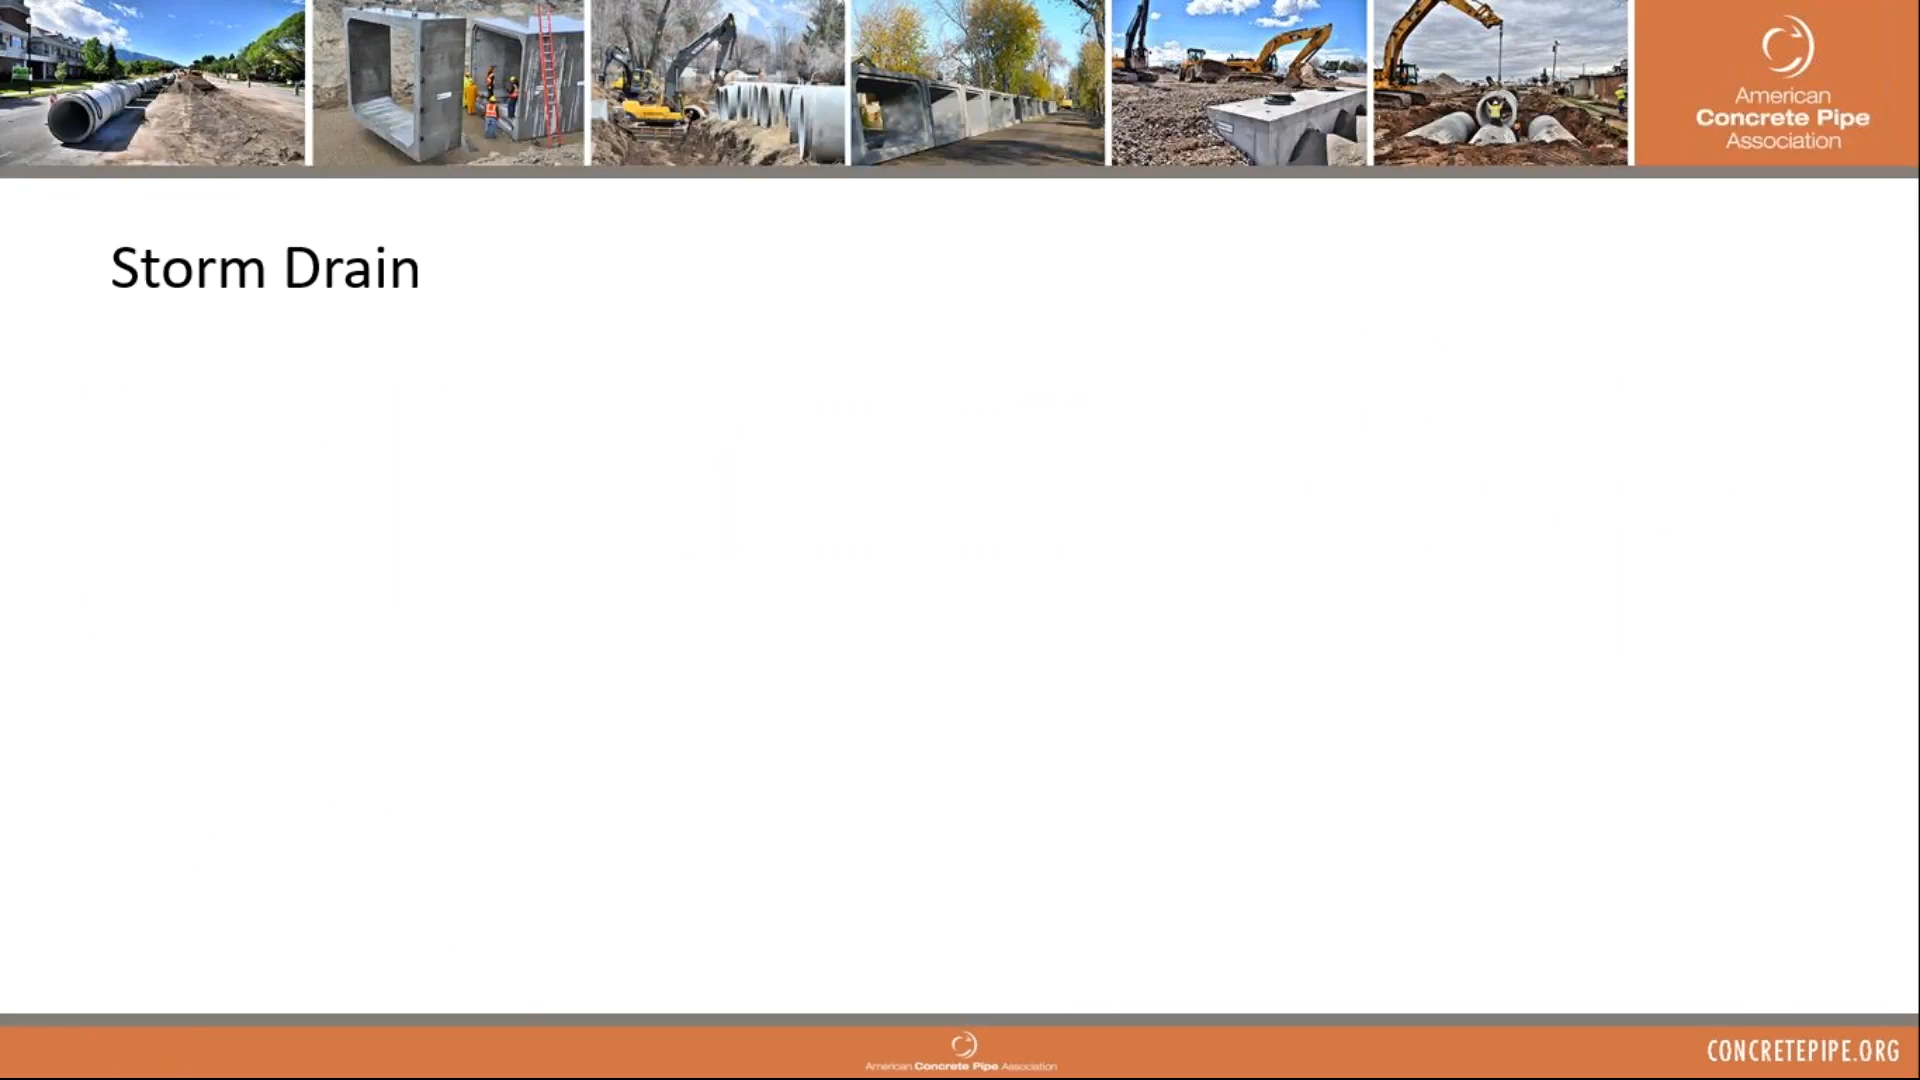 American
Concrete Pipe
Association
Storm Drain
American Concrete Pipe Association
CONCRETEPIPE.ORG